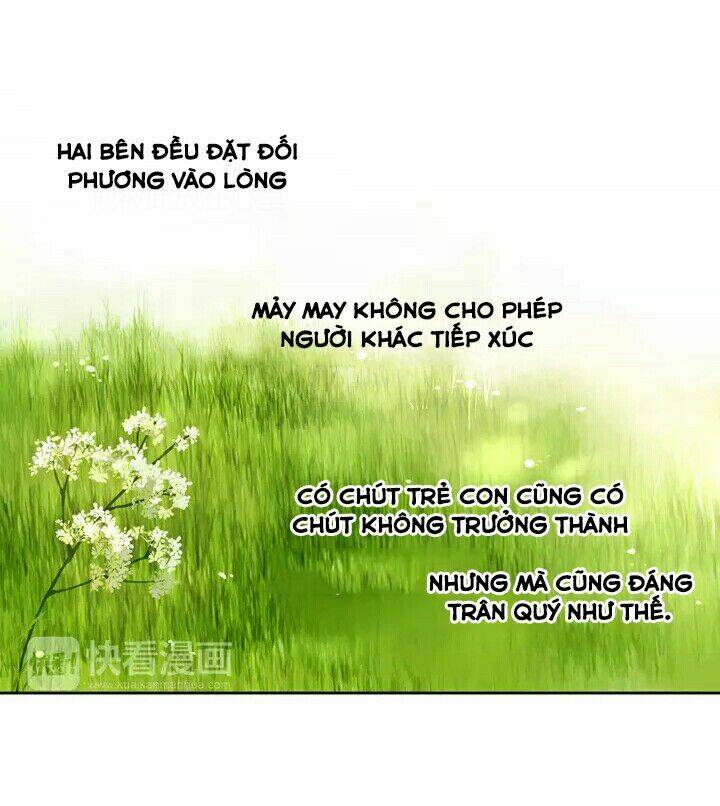 HAI BÊN ĐỀU ĐẶT ĐỐI
PHƯƠNG VÀO LÒNG
MẢY MAY KHÔNG CHO PHÉP
NGƯỜI KHÁC TIẾP XÚC
CÓ CHÚT TRẺ CON CŨNG CÓ
CHÚT KHÔNG TRƯỞNG THÀNH
NHƯNG MÀ CŨNG ĐÁNG
TRÂN QUÝ NHƯ THẾ.
快看漫画